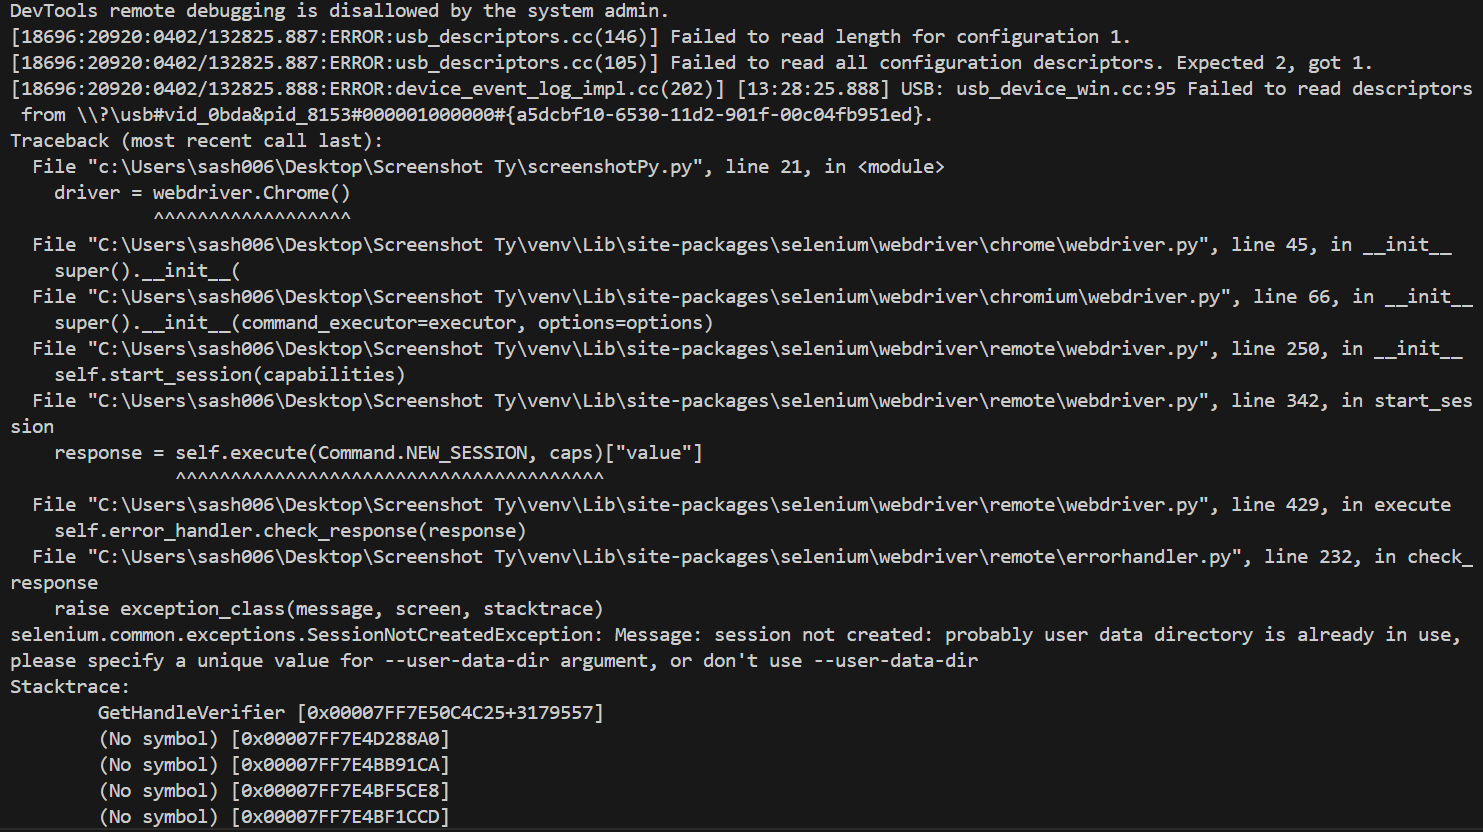 DevTools remote debugging is disallowed by the system admin.
[18696:20920:0402/132825.887:ERROR:usb_descriptors.cc(146)] Failed to read length for configuration 1.
[18696:20920:0402/132825.887:ERROR:usb_descriptors.cc(105)] Failed to read all configuration descriptors. Expected 2, got 1.
[18696:20920:0402/132825.888:ERROR:device_event_log_impl.cc(202)] [13:28:25.888] USB: usb_device_win.cc:95 Failed to read descriptors
 from \\?\usb#vid_0bda&pid_8153#000001000000#{a5dcbf10-6530-11d2-901f-00c04fb951ed}.
Traceback (most recent call last):
  File "c:\Users\sash006\Desktop\Screenshot Ty\screenshotPy.py", line 21, in <module>
    driver = webdriver.Chrome()
             ^^^^^^^^^^^^^^^^^^
  File "C:\Users\sash006\Desktop\Screenshot Ty\venv\Lib\site-packages\selenium\webdriver\chrome\webdriver.py", line 45, in __init__
    super().__init__(
  File "C:\Users\sash006\Desktop\Screenshot Ty\venv\Lib\site-packages\selenium\webdriver\chromium\webdriver.py", line 66, in __init__
    super().__init__(command_executor=executor, options=options)
  File "C:\Users\sash006\Desktop\Screenshot Ty\venv\Lib\site-packages\selenium\webdriver\remote\webdriver.py", line 250, in __init__
    self.start_session(capabilities)
  File "C:\Users\sash006\Desktop\Screenshot Ty\venv\Lib\site-packages\selenium\webdriver\remote\webdriver.py", line 342, in start_ses
sion
    response = self.execute(Command.NEW_SESSION, caps)["value"]
               ^^^^^^^^^^^^^^^^^^^^^^^^^^^^^^^^^^^^^^^
  File "C:\Users\sash006\Desktop\Screenshot Ty\venv\Lib\site-packages\selenium\webdriver\remote\webdriver.py", line 429, in execute
    self.error_handler.check_response(response)
  File "C:\Users\sash006\Desktop\Screenshot Ty\venv\Lib\site-packages\selenium\webdriver\remote\errorhandler.py", line 232, in check_
response
    raise exception_class(message, screen, stacktrace)
selenium.common.exceptions.SessionNotCreatedException: Message: session not created: probably user data directory is already in use,
please specify a unique value for --user-data-dir argument, or don't use --user-data-dir
Stacktrace:
        GetHandleVerifier [0x00007FF7E50C4C25+3179557]
        (No symbol) [0x00007FF7E4D288A0]
        (No symbol) [0x00007FF7E4BB91CA]
        (No symbol) [0x00007FF7E4BF5CE8]
        (No symbol) [0x00007FF7E4BF1CCD]